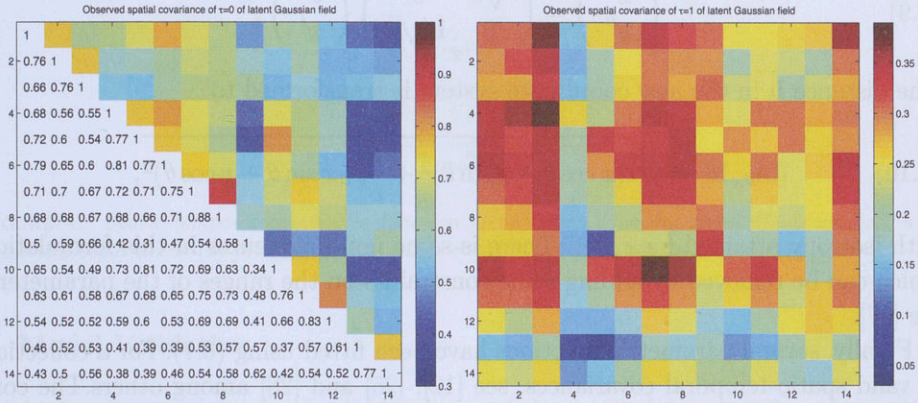 Observed spatial covariance of τ=0 of latent Gaussian field
Observed spatial covariance of τ=1 of latent Gaussian field
1
0.76 1
0.66 0.76 1
0.68 0.56 0.55 1
0.72 0.6 0.54 0.77 1
0.79 0.65 0.6 0.81 0.77 1
0.71 0.7 0.67 0.72 0.71 0.75 1
0.68 0.68 0.67 0.68 0.66 0.71 0.88 1
0.5 0.59 0.66 0.42 0.31 0.47 0.54 0.58 1
0.65 0.54 0.49 0.73 0.81 0.72 0.69 0.63 0.34 1
0.63 0.61 0.58 0.67 0.68 0.65 0.75 0.73 0.48 0.76 1
0.54 0.52 0.52 0.59 0.6 0.53 0.69 0.69 0.41 0.66 0.83 1
0.46 0.52 0.53 0.41 0.39 0.39 0.53 0.57 0.57 0.37 0.57 0.61 1
0.43 0.5 0.56 0.38 0.39 0.46 0.54 0.58 0.62 0.42 0.54 0.52 0.77 1
2
4
6
8
10
12
14
2 4 6 8 10 12 14
1
0.9
0.8
0.7
0.6
0.5
0.4
0.3
2
4
6
8
10
12
14
2 4 6 8 10 12 14
0.35
0.3
0.25
0.2
0.15
0.1
0.05